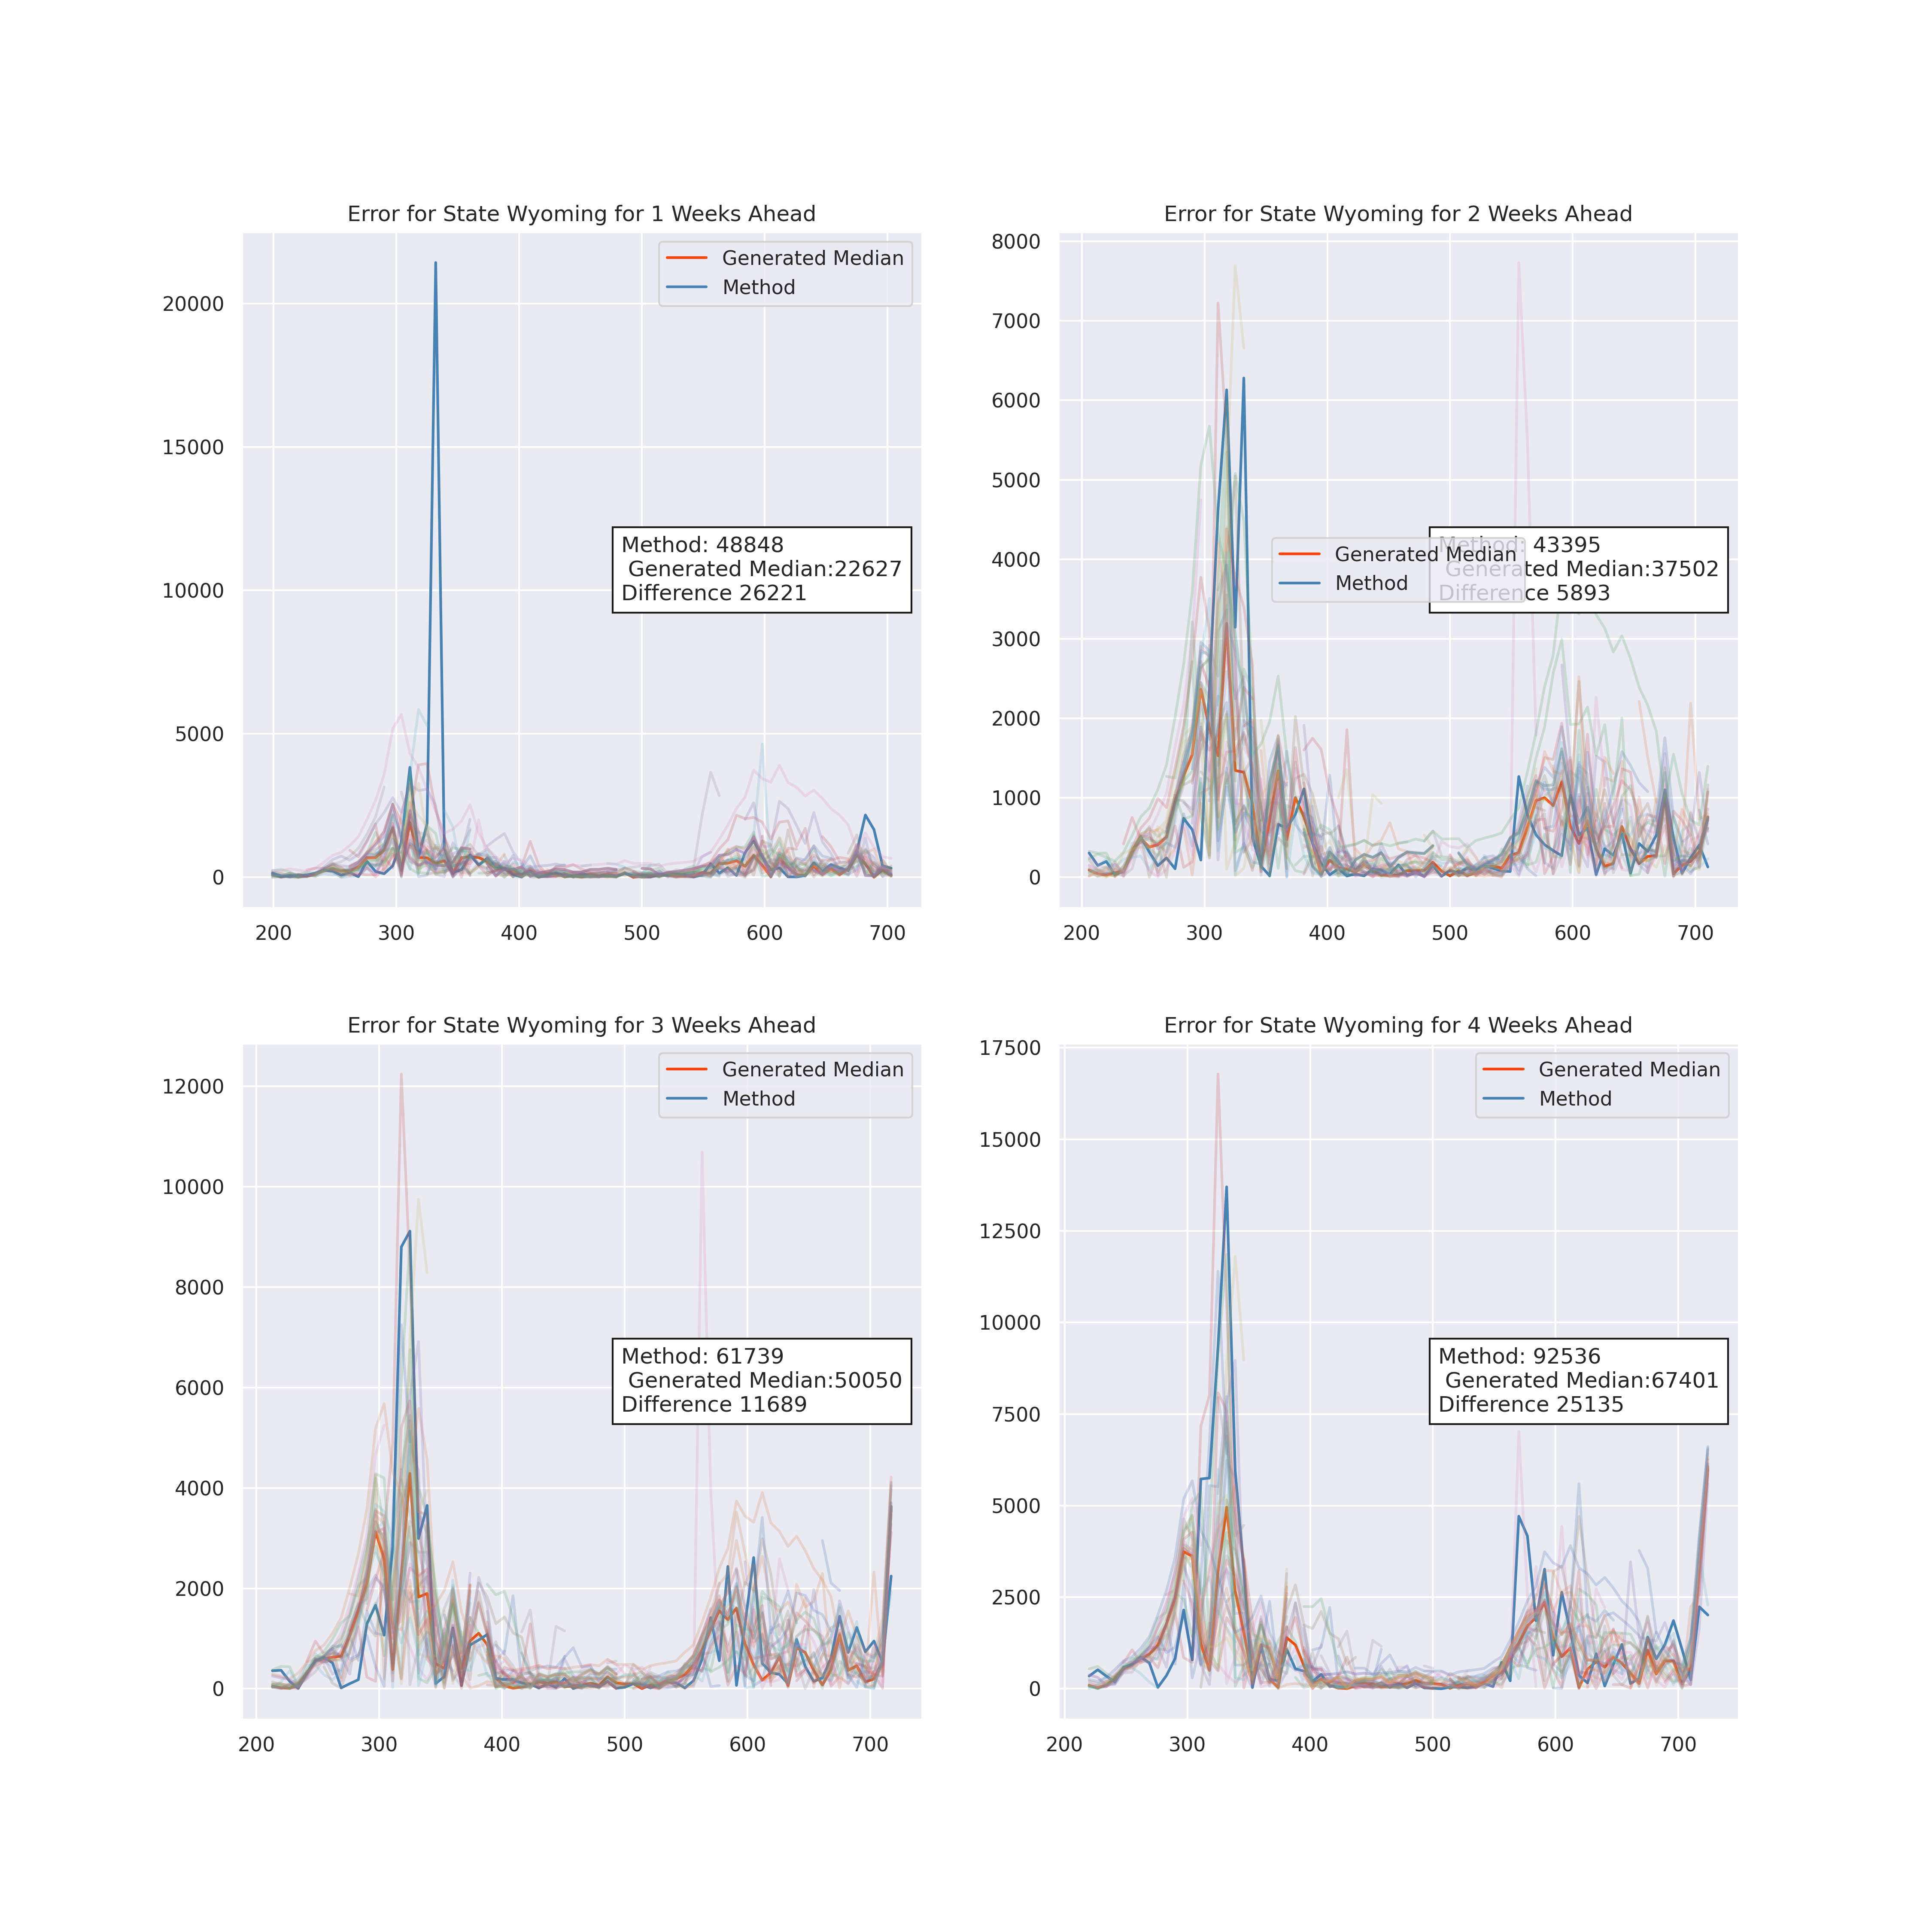 Error for State Wyoming for 1 Weeks Ahead
Generated Median
Method
20000
15000
10000
5000
0
Method: 48848
Generated Median:22627
Difference 26221
200 300 400 500 600 700
Error for State Wyoming for 2 Weeks Ahead
8000
7000
6000
5000
4000
3000
2000
1000
0
Generated Median
Method
Method: 43395
Generated Median:37502
Difference 5893
200 300 400 500 600 700
Error for State Wyoming for 3 Weeks Ahead
Generated Median
Method
12000
10000
8000
6000
4000
2000
0
Method: 61739
Generated Median:50050
Difference 11689
200 300 400 500 600 700
Error for State Wyoming for 4 Weeks Ahead
17500
15000
12500
10000
7500
5000
2500
0
Generated Median
Method
Method: 92536
Generated Median:67401
Difference 25135
200 300 400 500 600 700